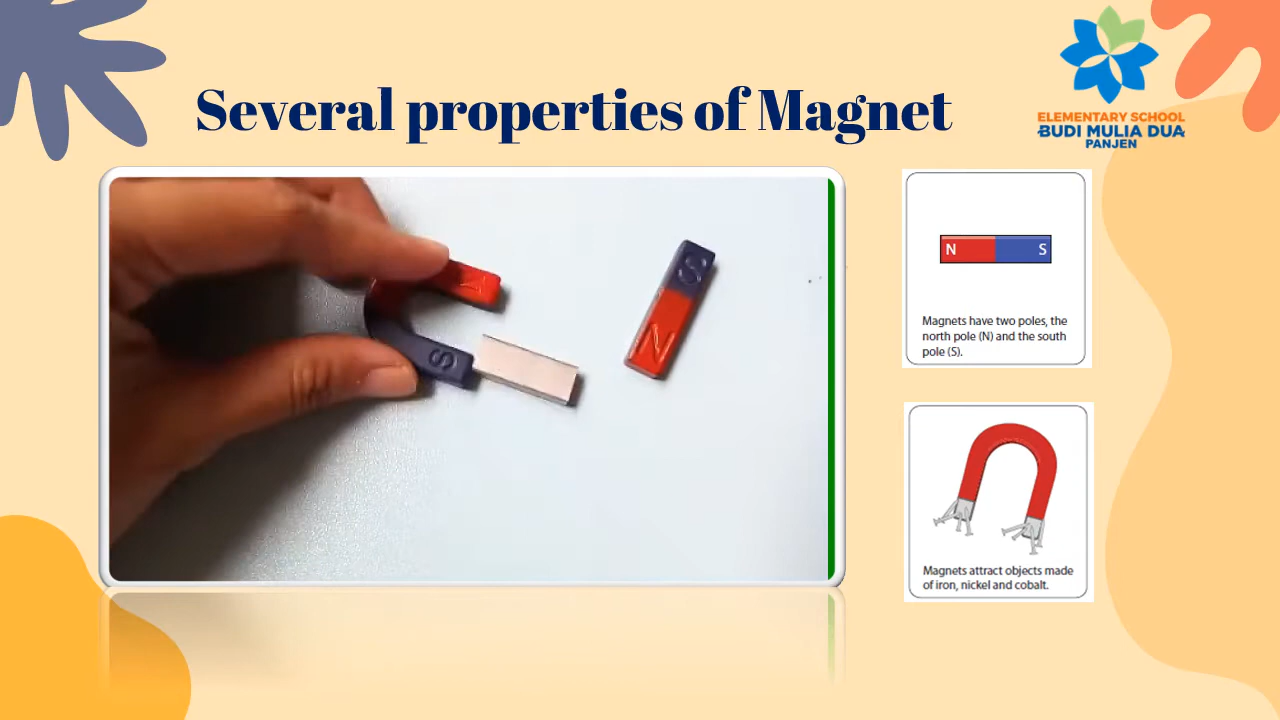 Several properties of Magnet
ELEMENTARY SCHOOL
BUDI MULIA DUA
PANJEN
S
S
N
N S
Magnets have two poles, the
north pole (N) and the south
pole (S).
Magnets attract objects made
of iron, nickel and cobalt.